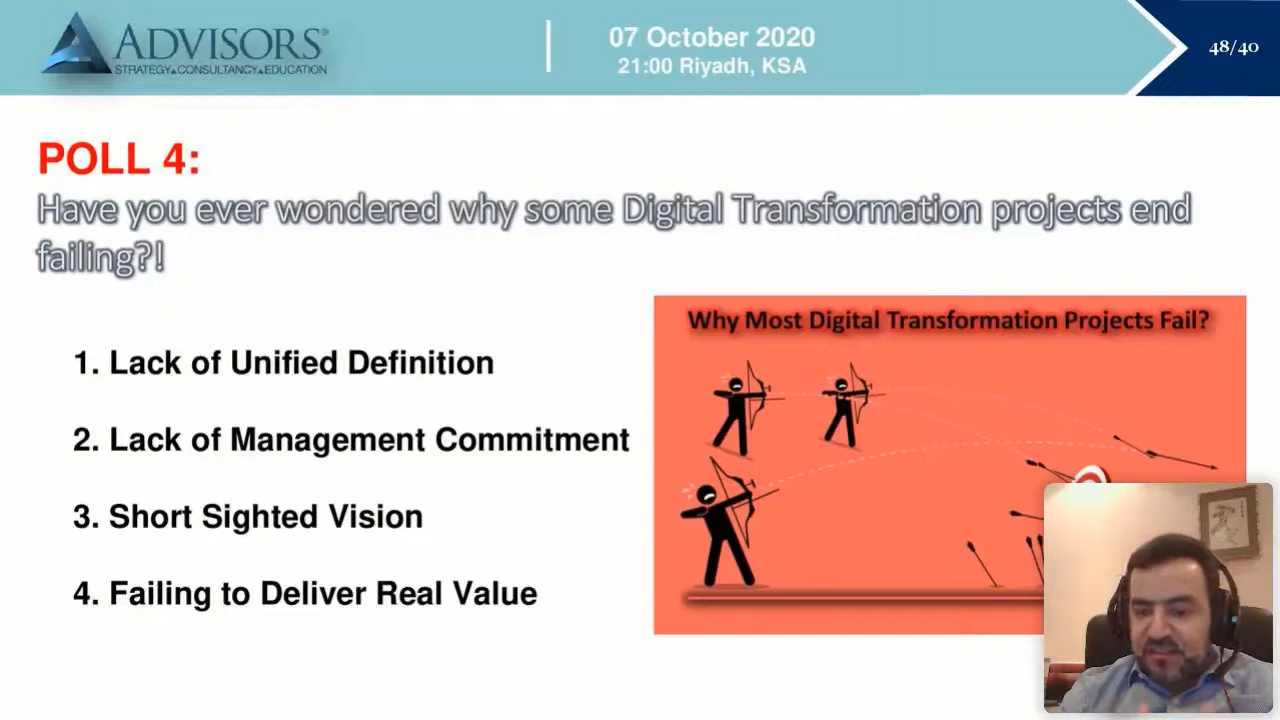 ADVISORS®
STRATEGY▲CONSULTANCY▲EDUCATION
07 October 2020
21:00 Riyadh, KSA
48/40
POLL 4:
Have you ever wondered why some Digital Transformation projects end
failing?!
1. Lack of Unified Definition
2. Lack of Management Commitment
3. Short Sighted Vision
4. Failing to Deliver Real Value
Why Most Digital Transformation Projects Fail?